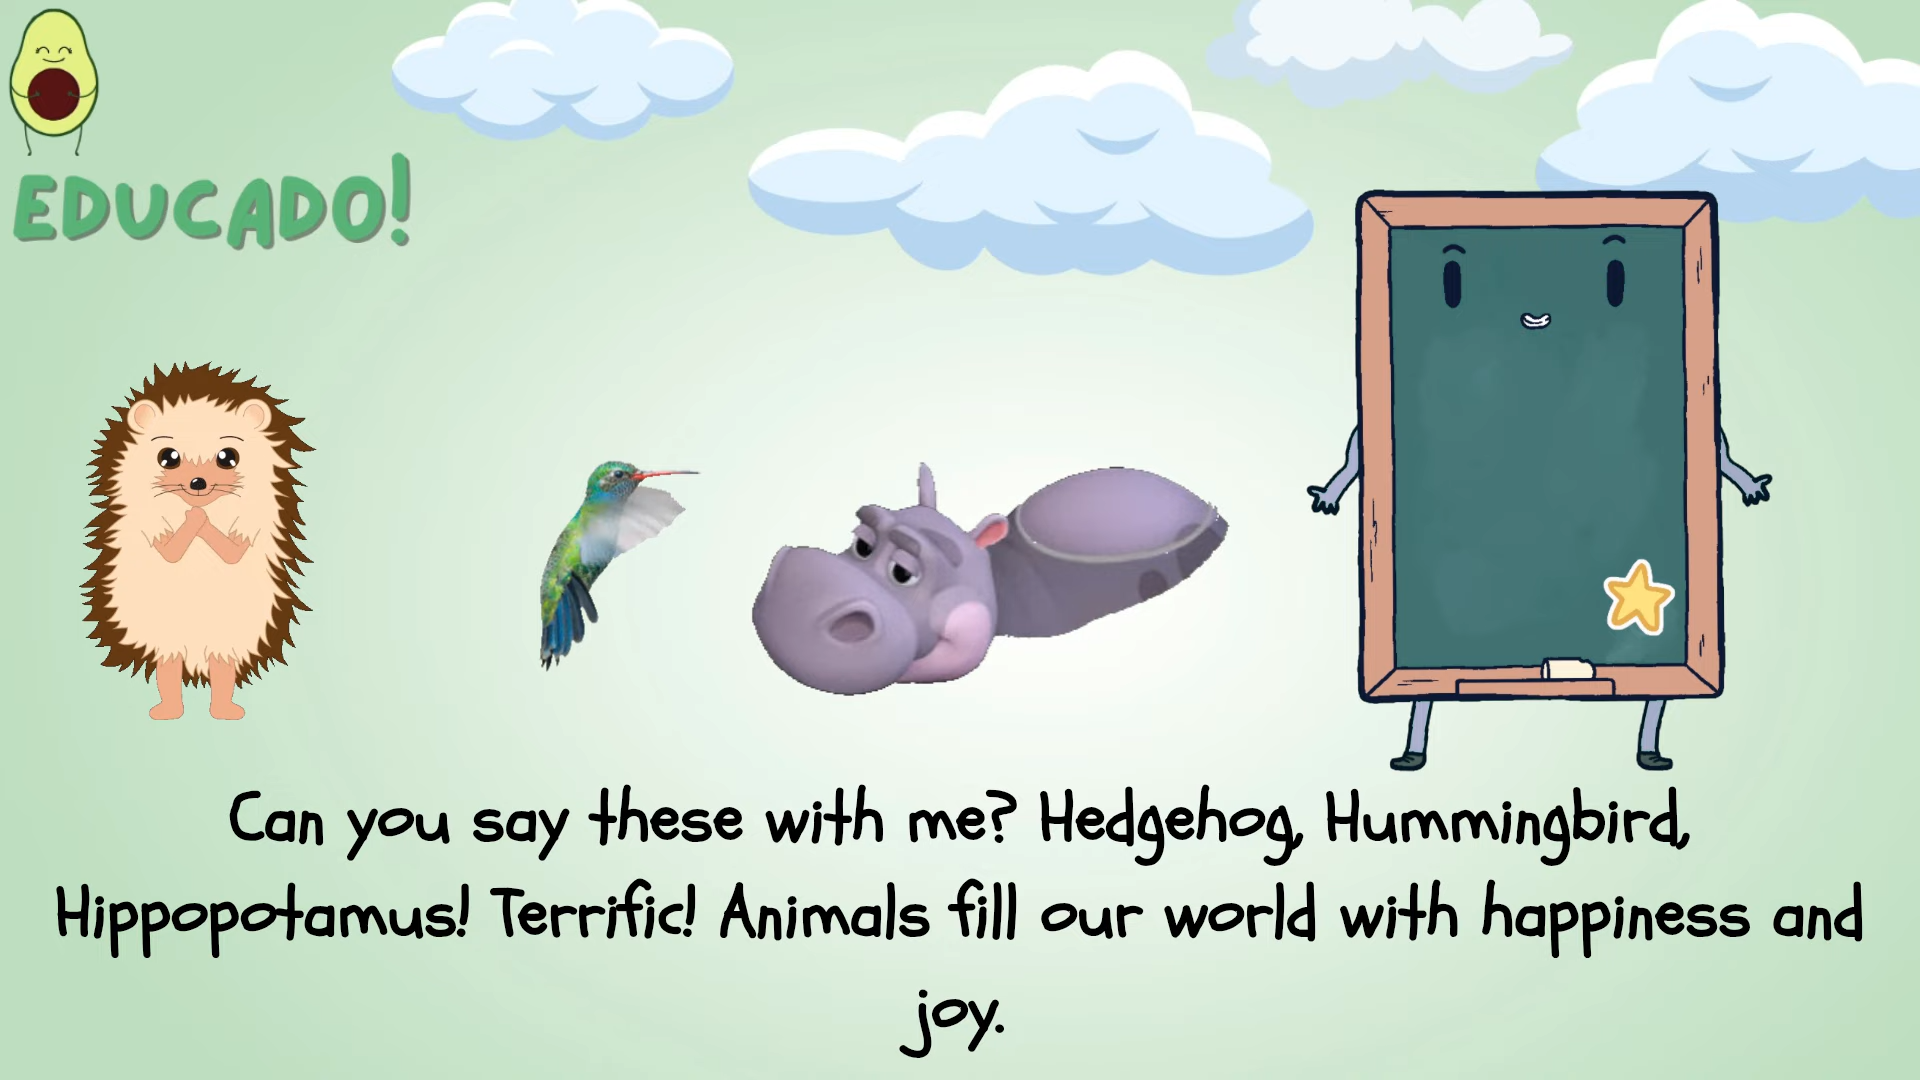 EDUCADO!
Can you say these with me? Hedgehog, Hummingbird,
Hippopotamus! Terrific! Animals fill our world with happiness and
joy.